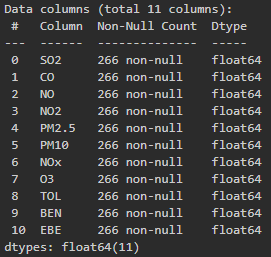 Data columns (total 11 columns):
 #   Column  Non-Null Count  Dtype
---  ------  --------------  -----
 0   SO2     266 non-null    float64
 1   CO      266 non-null    float64
 2   NO      266 non-null    float64
 3   NO2     266 non-null    float64
 4   PM2.5   266 non-null    float64
 5   PM10    266 non-null    float64
 6   NOx     266 non-null    float64
 7   O3      266 non-null    float64
 8   TOL     266 non-null    float64
 9   BEN     266 non-null    float64
 10  EBE     266 non-null    float64
dtypes: float64(11)